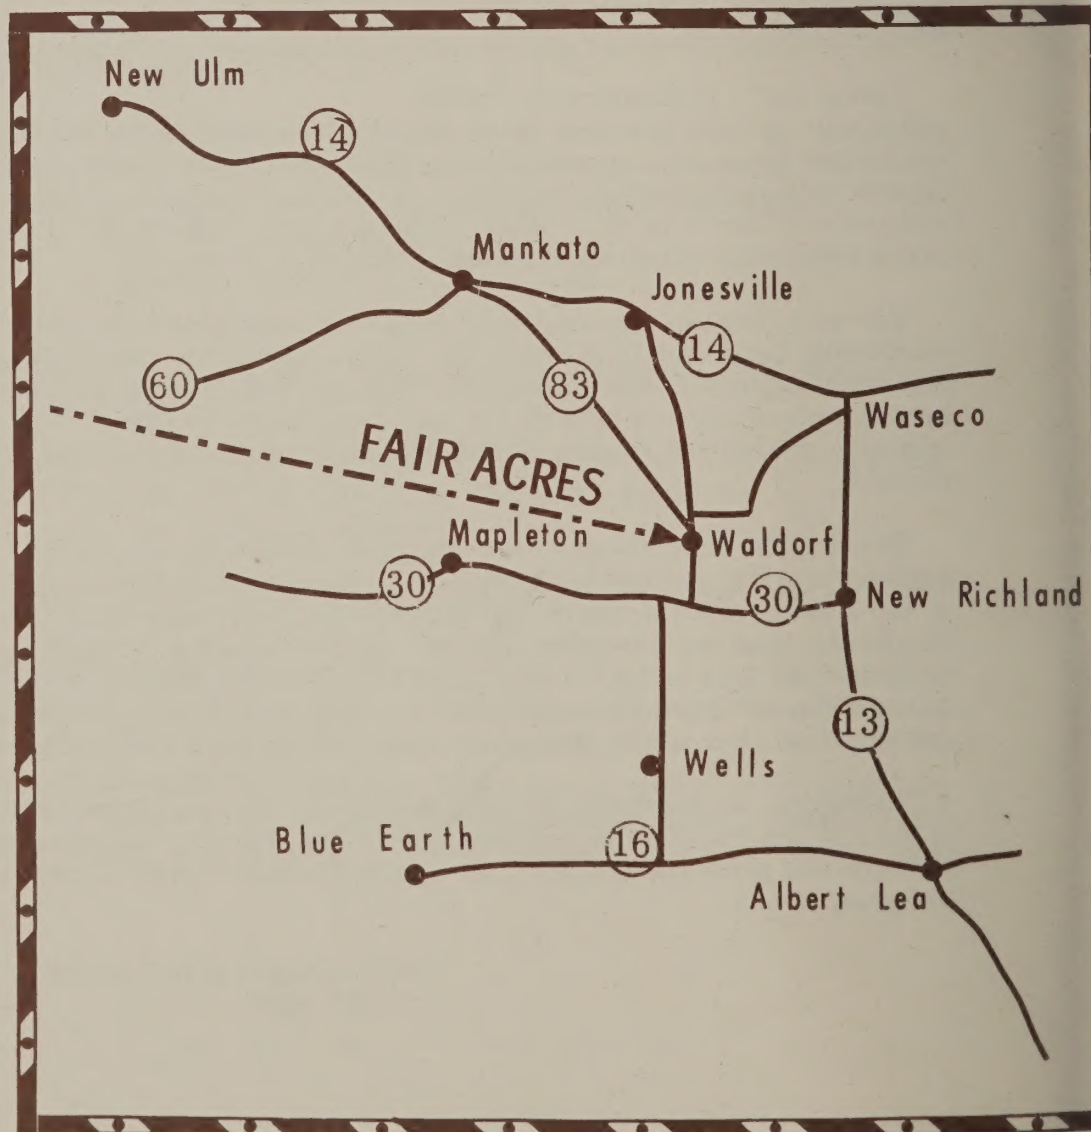 New Ulm
14
Mankato
Jonesville
14
60
83
Waseco
FAIR ACRES
Mapleton
Waldorf
30
30
New Richland
13
Wells
Blue Earth
16
Albert Lea